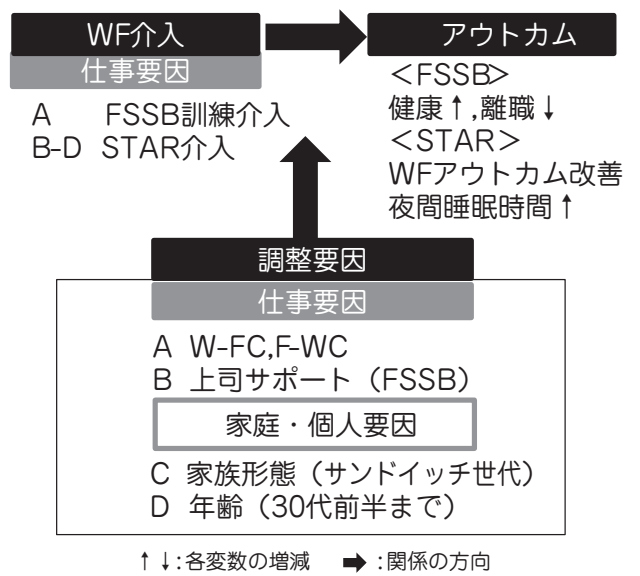 WF介入
仕事要因
A FSSB訓練介入
B-D STAR介入
アウトカム
<FSSB>
健康↑,離職↓
<STAR>
WFアウトカム改善
夜間睡眠時間↑
調整要因
仕事要因
A W-FC,F-WC
B 上司サポート（FSSB）
家庭・個人要因
C 家族形態（サンドイッチ世代）
D 年齢（30代前半まで）
↑↓:各変数の増減 ➡:関係の方向